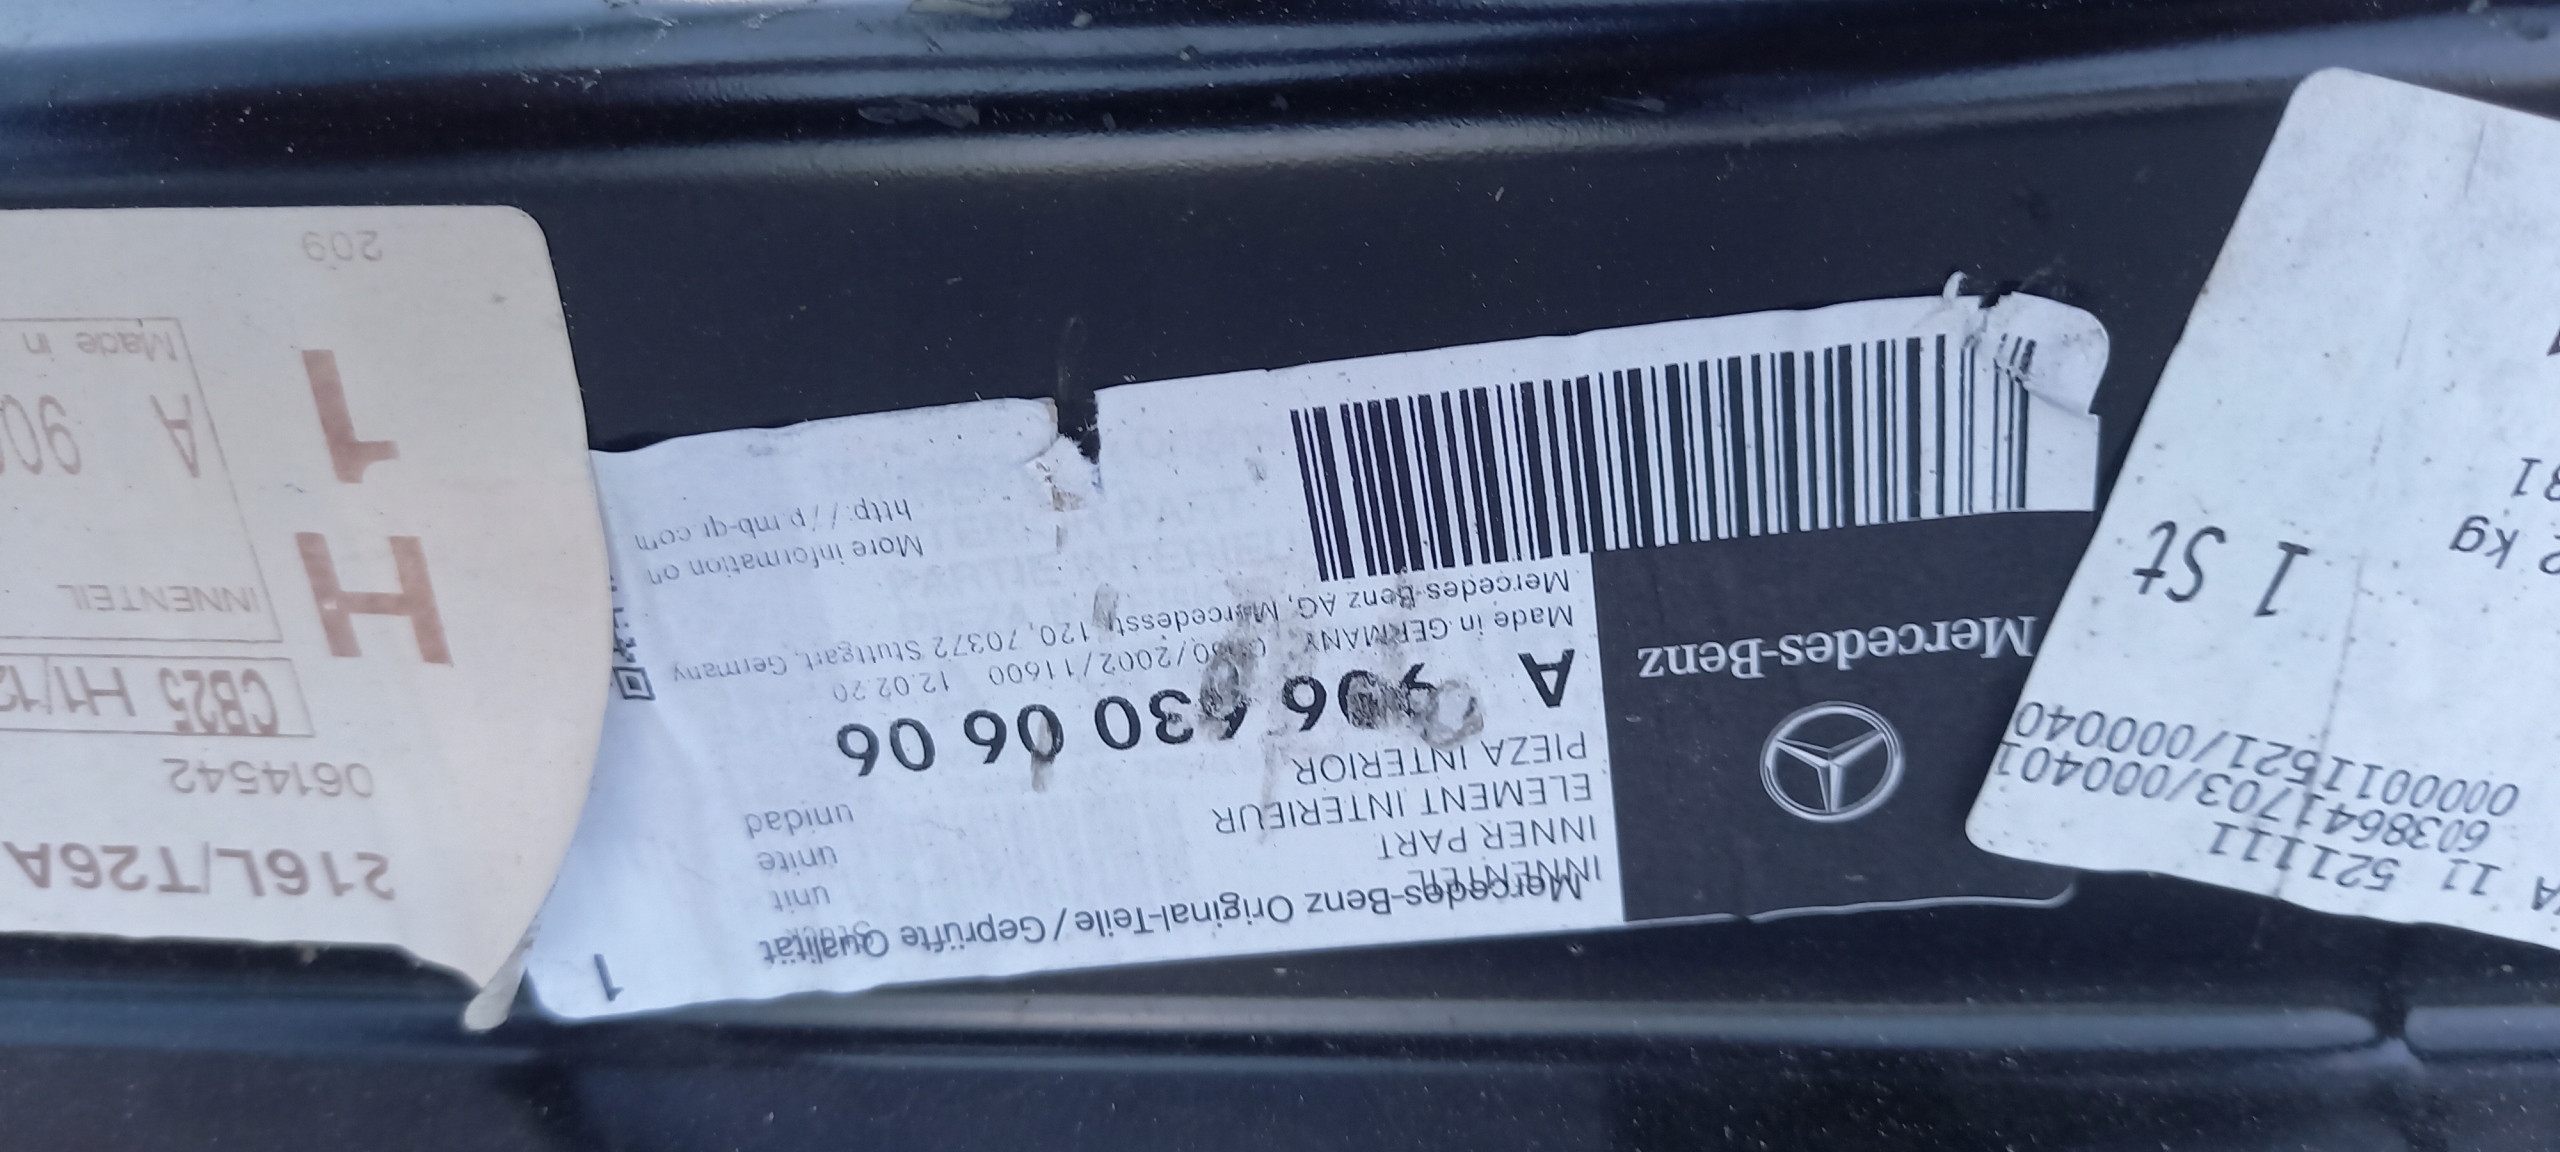 216L/T26A
0614542
CB25 H1/12
INNENTEIL
H
1
A 90
Made in
209
1
Mercedes-Benz Original-Teile / Geprüfte Qualität
INNENTEIL
INNER PART
ELEMENT INTERIEUR
PIEZA INTERIOR
unit
unite
unidad
A 906 630 06 06
12.02.20
Made in GERMANY
Mercedes-Benz AG, Mercedesstr. 120, 70372 Stuttgart, Germany
More information on
http://p.mb-qr.com
Mercedes-Benz
11 521111
6038641703/000401
0000011521/000040
1 St
kg